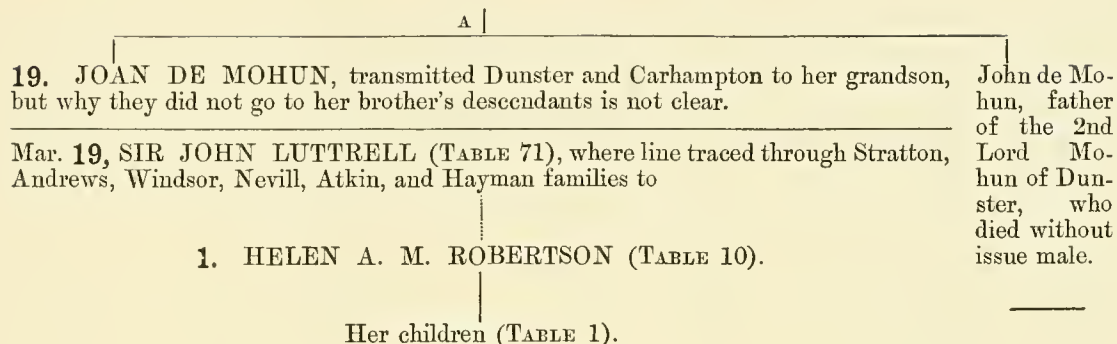 A
19. JOAN DE MOHUN, transmitted Dunster and Carhampton to her grandson,
but why they did not go to her brother's descendants is not clear.
Mar. 19, SIR JOHN LUTTRELL (TABLE 71), where line traced through Stratton,
Andrews, Windsor, Nevill, Atkin, and Hayman families to
1. HELEN A. M. ROBERTSON (TABLE 10).
Her children (TABLE 1).
John de Mo-
hun, father
of the 2nd
Lord Mo-
hun of Dun-
ster, who
died without
issue male.